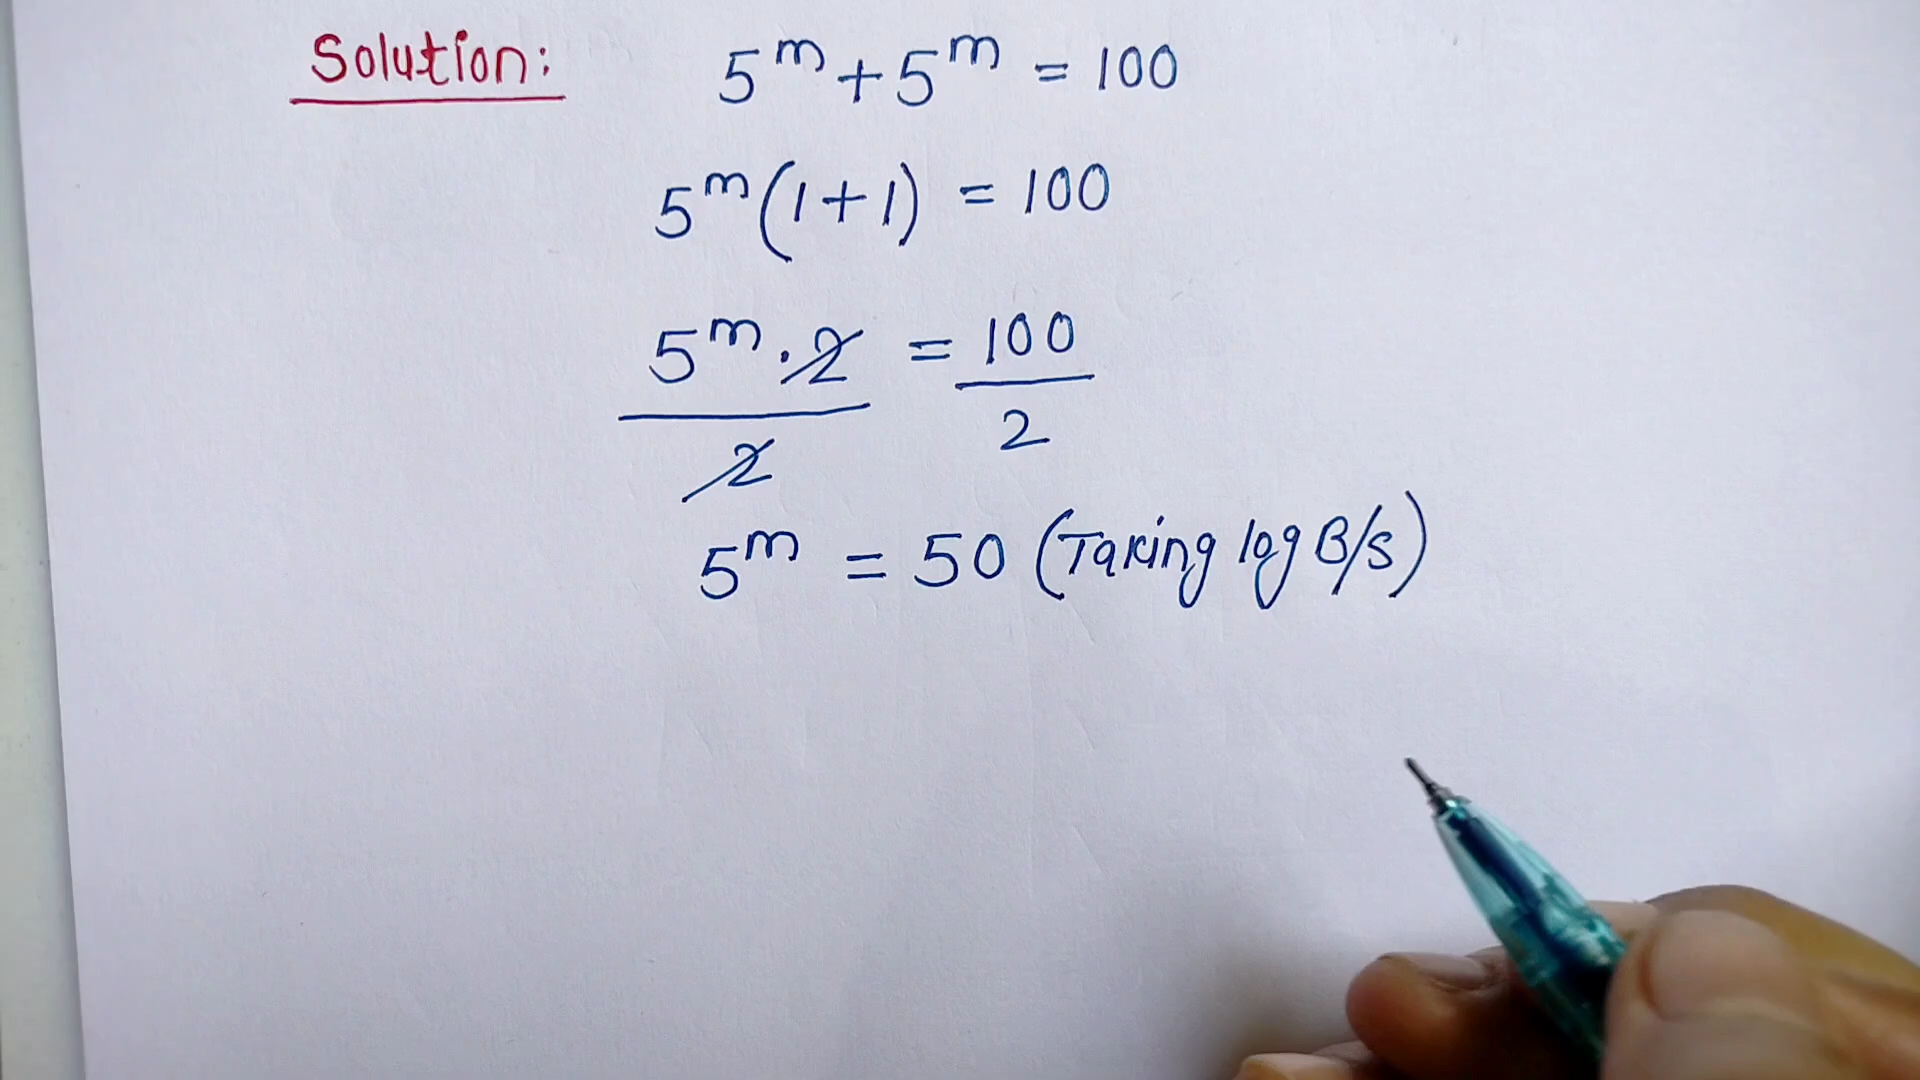 Solution: 5^m + 5^m = 100
5^m (1+1) = 100
5^m · 2 / 2 = 100 / 2
5^m = 50 (Taking log B/s)